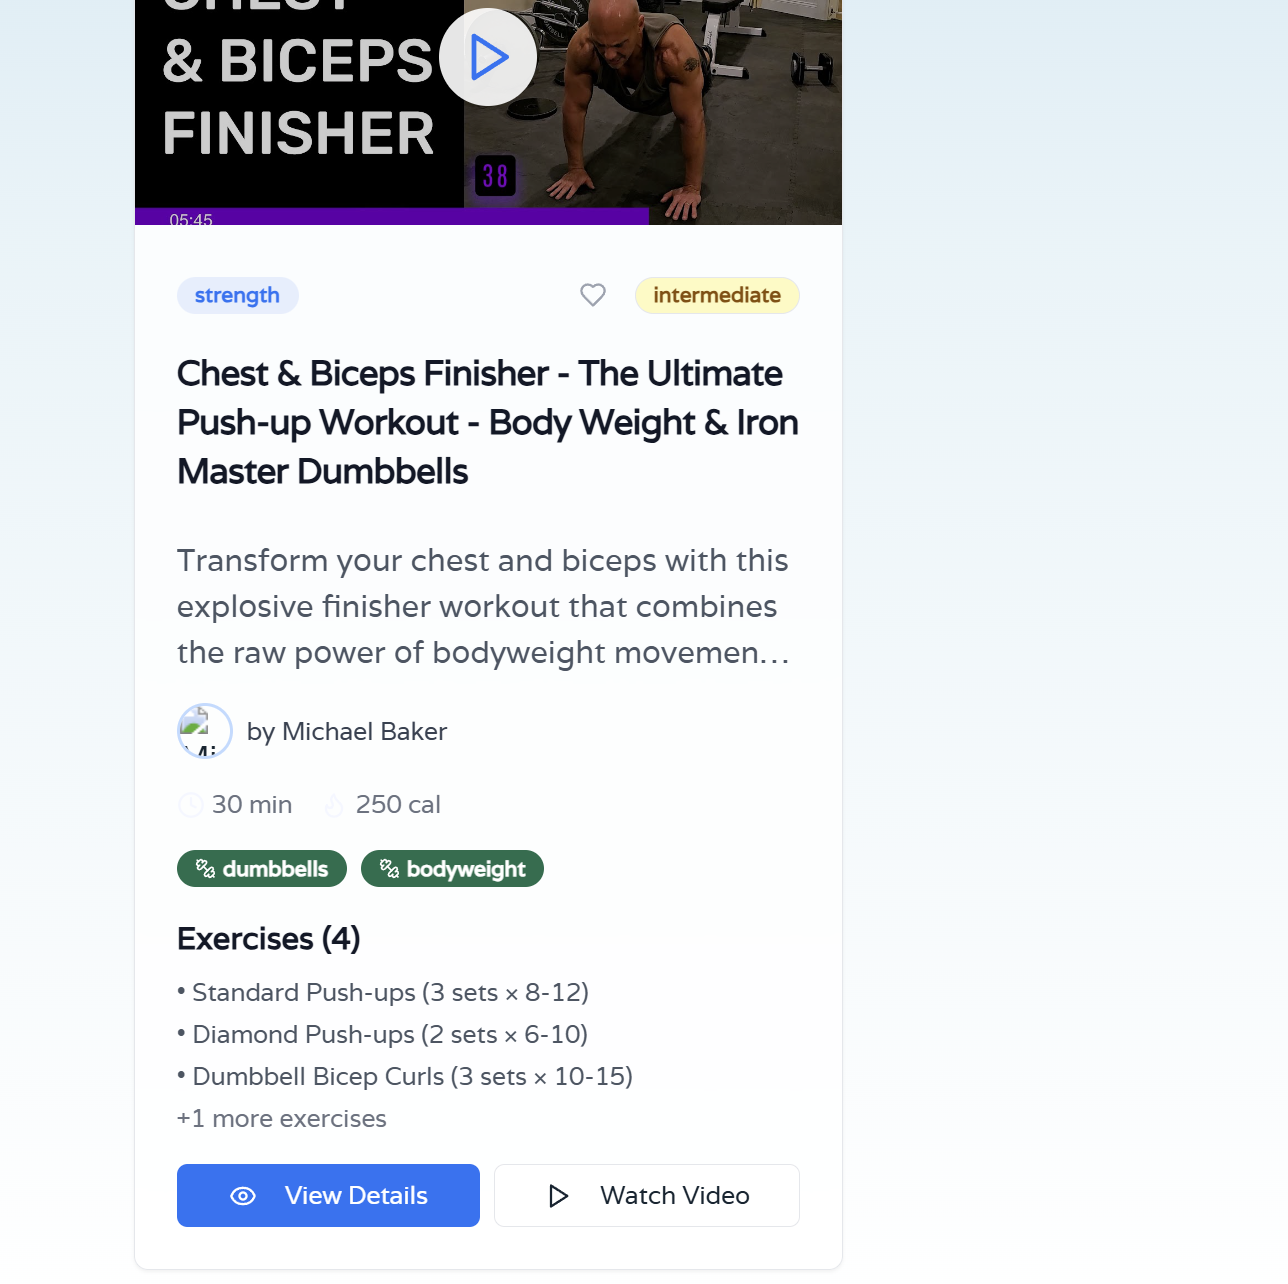 & BICEPS
FINISHER
38
05:45
strength
intermediate
Chest & Biceps Finisher - The Ultimate
Push-up Workout - Body Weight & Iron
Master Dumbbells
Transform your chest and biceps with this
explosive finisher workout that combines
the raw power of bodyweight movemen...
by Michael Baker
30 min
250 cal
dumbbells
bodyweight
Exercises (4)
• Standard Push-ups (3 sets × 8-12)
• Diamond Push-ups (2 sets × 6-10)
• Dumbbell Bicep Curls (3 sets × 10-15)
+1 more exercises
View Details
Watch Video